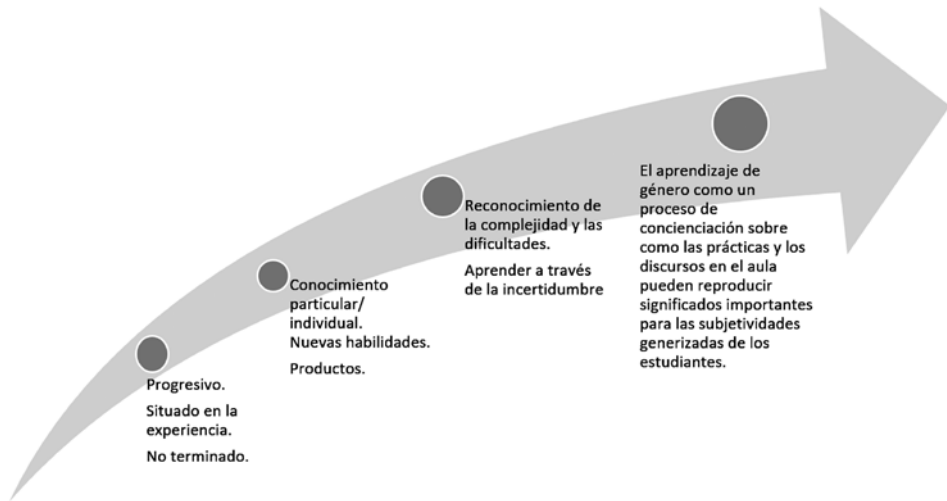 Progresivo.
Situado en la
experiencia.
No terminado.
Conocimiento
particular/
individual.
Nuevas habilidades.
Productos.
Reconocimiento de
la complejidad y las
dificultades.
Aprender a través
de la incertidumbre
El aprendizaje de
género como un
proceso de
concienciación sobre
como las prácticas y los
discursos en el aula
pueden reproducir
significados importantes
para las subjetividades
generizadas de los
estudiantes.